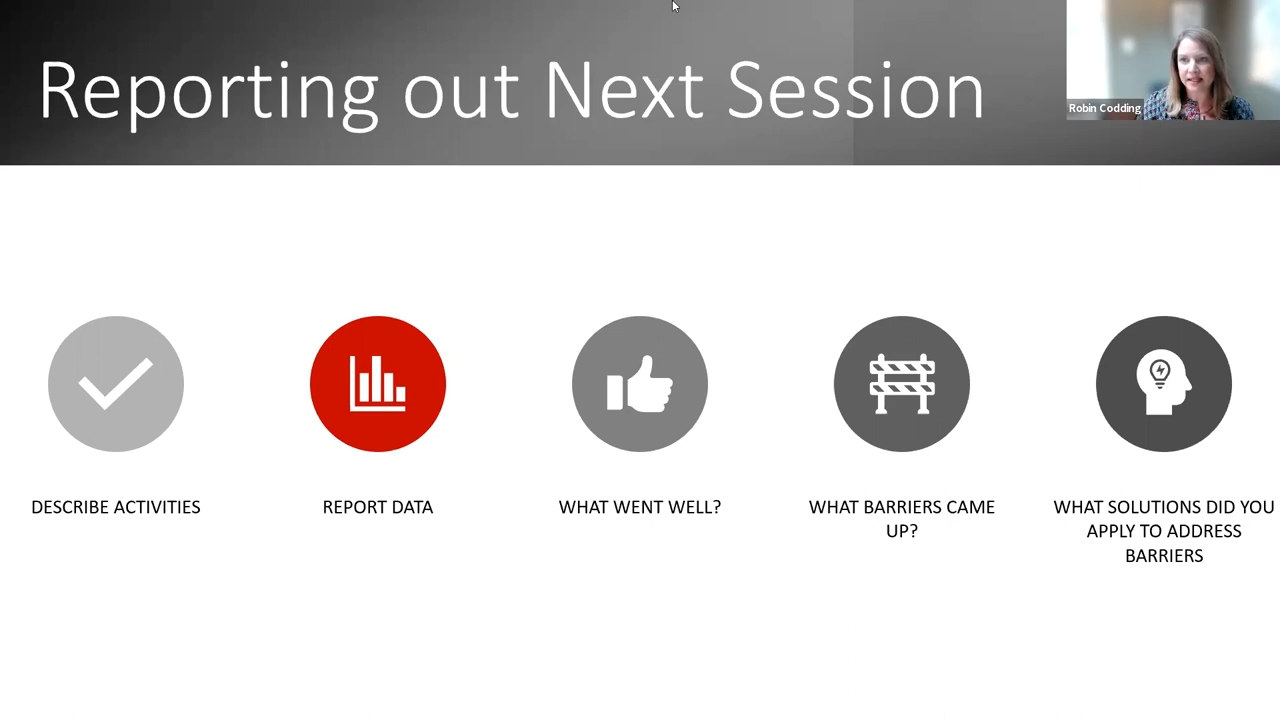 Reporting out Next Session
Robin Codding
DESCRIBE ACTIVITIES
REPORT DATA
WHAT WENT WELL?
WHAT BARRIERS CAME
UP?
WHAT SOLUTIONS DID YOU
APPLY TO ADDRESS
BARRIERS